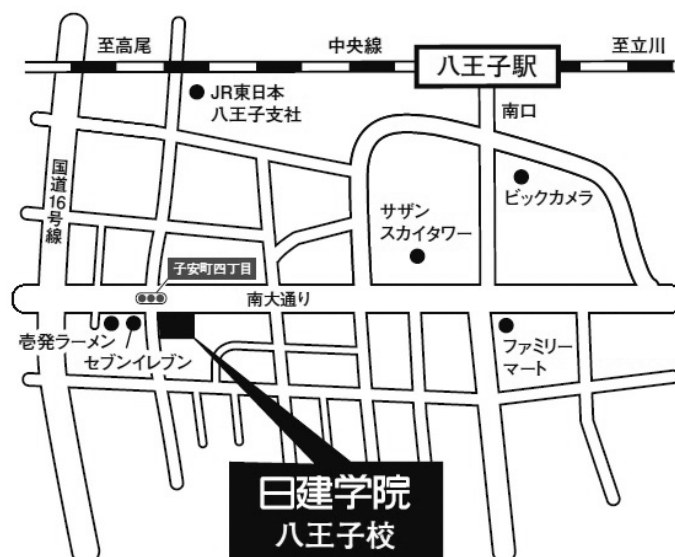 至高尾
中央線
八王子駅
至立川
JR東日本
八王子支社
南口
国道16号線
ビックカメラ
サザン
スカイタワー
子安町四丁目
南大通り
壱発ラーメン
セブンイレブン
ファミリー
マート
日建学院
八王子校